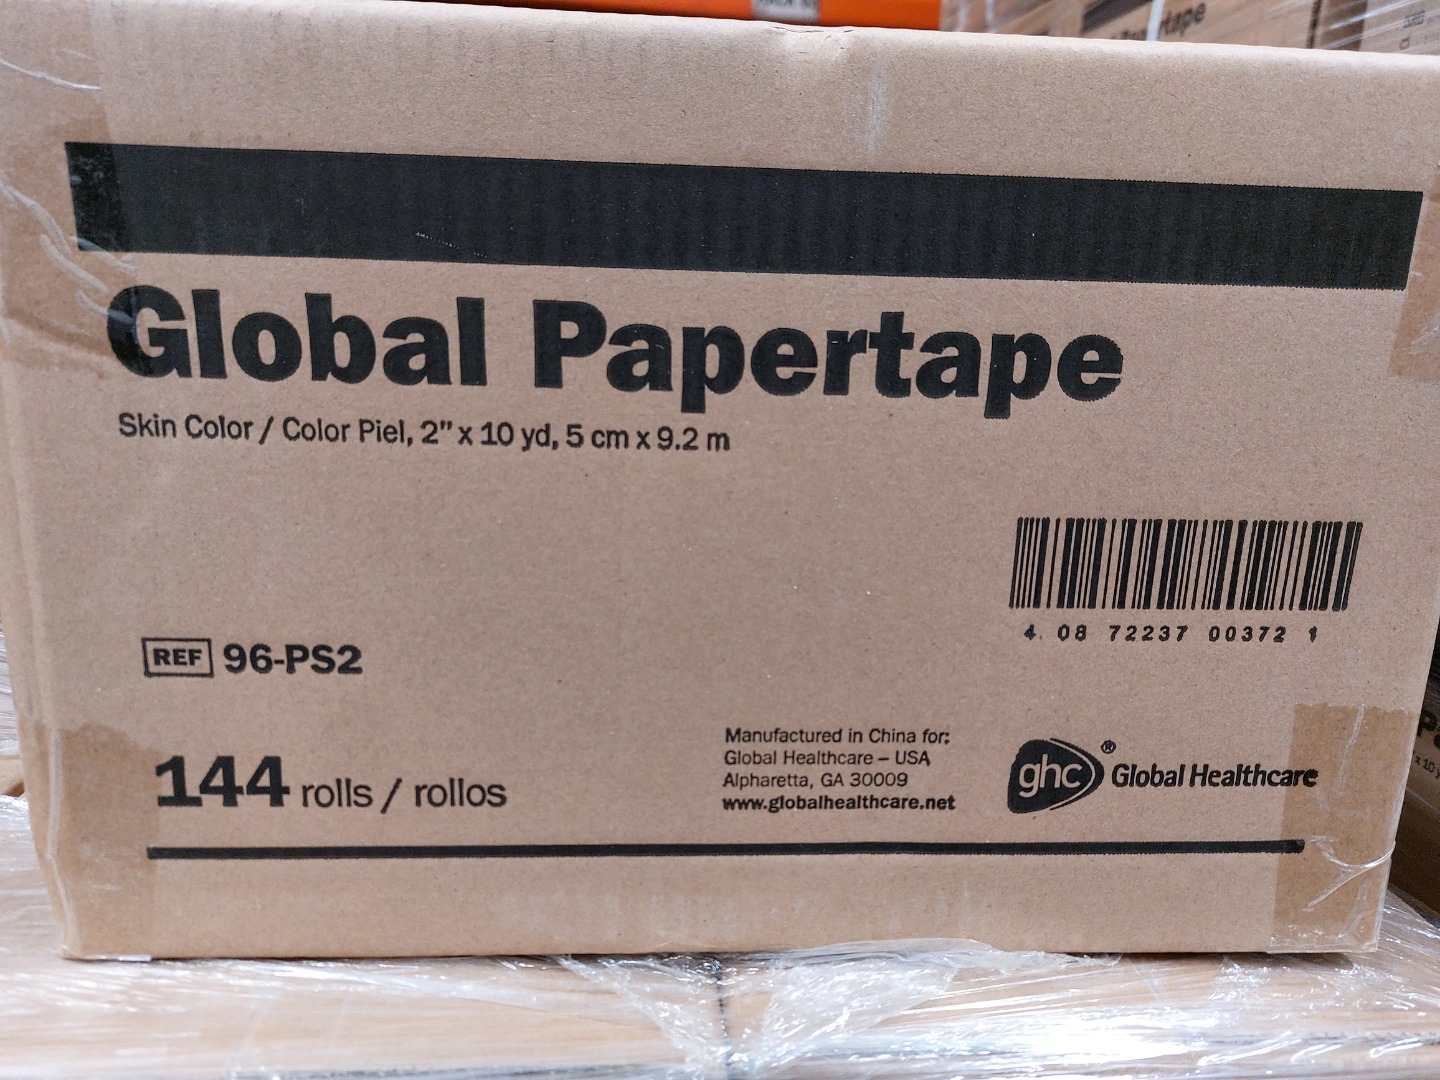 Global Papertape
Skin Color / Color Piel, 2" x 10 yd, 5 cm x 9.2 m
4 08 72237 00372 1
REF 96-PS2
144 rolls / rollos
Manufactured in China for:
Global Healthcare – USA
Alpharetta, GA 30009
www.globalhealthcare.net
ghc® Global Healthcare